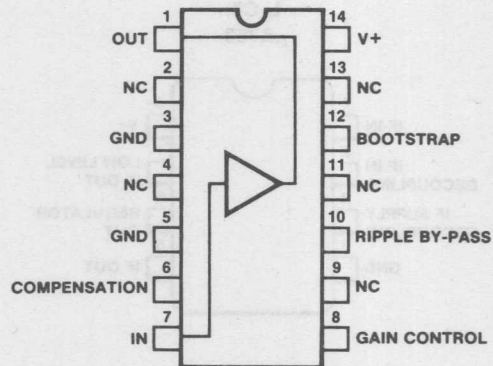 1
14
OUT
V+
2
13
NC
NC
3
12
GND
BOOTSTRAP
4
11
NC
NC
5
10
GND
RIPPLE BY-PASS
6
9
COMPENSATION
NC
7
8
IN
GAIN CONTROL